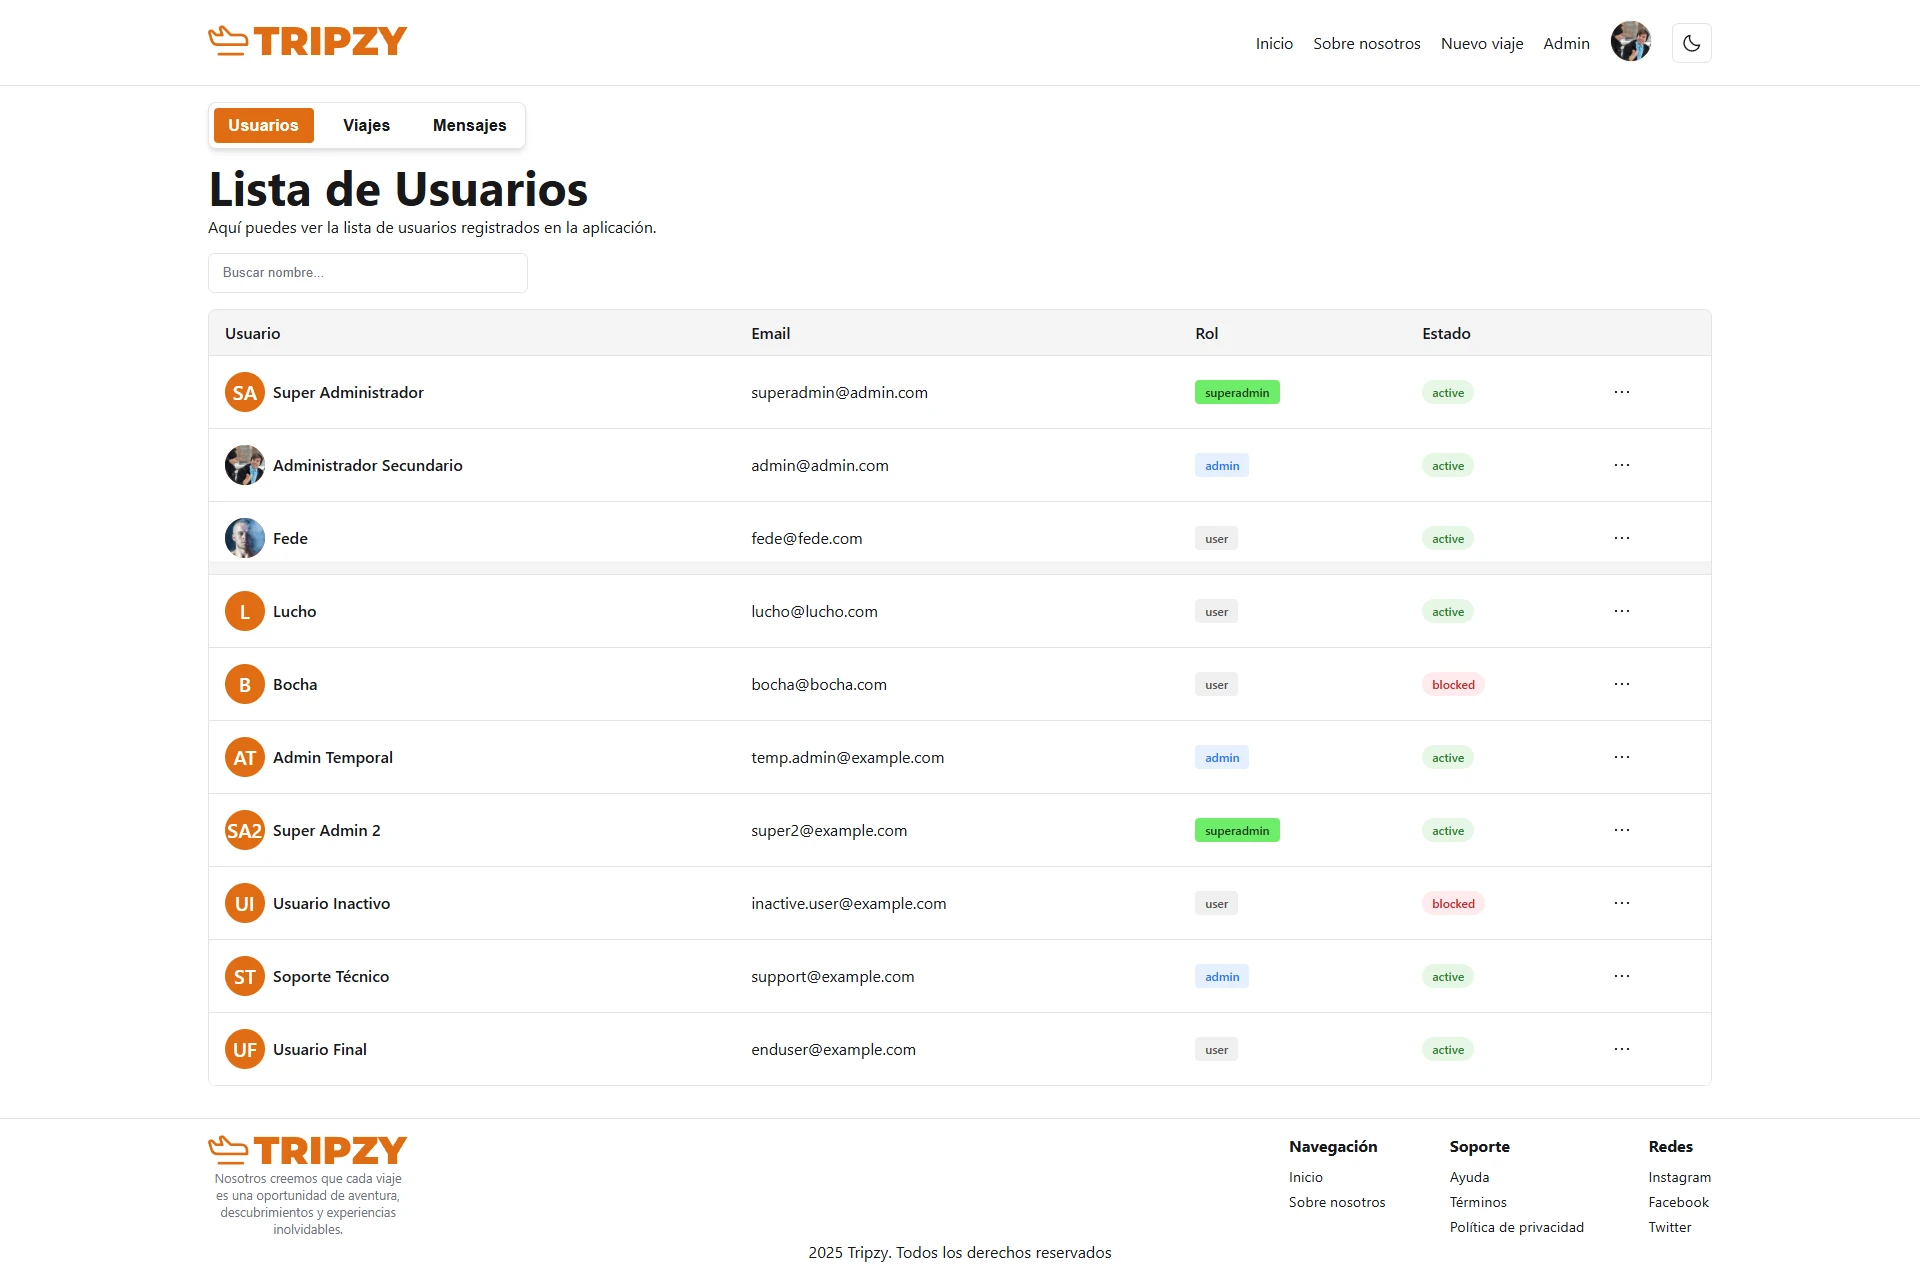 TRIPZY
Inicio Sobre nosotros Nuevo viaje Admin
Usuarios Viajes Mensajes
Lista de Usuarios
Aquí puedes ver la lista de usuarios registrados en la aplicación.
Buscar nombre...
Usuario Email Rol Estado
SA Super Administrador superadmin@admin.com superadmin active ...
Administrador Secundario admin@admin.com admin active ...
Fede fede@fede.com user active ...
L Lucho lucho@lucho.com user active ...
B Bocha bocha@bocha.com user blocked ...
AT Admin Temporal temp.admin@example.com admin active ...
SA2 Super Admin 2 super2@example.com superadmin active ...
UI Usuario Inactivo inactive.user@example.com user blocked ...
ST Soporte Técnico support@example.com admin active ...
UF Usuario Final enduser@example.com user active ...
TRIPZY
Nosotros creemos que cada viaje
es una oportunidad de aventura,
descubrimientos y experiencias
inolvidables.
Navegación
Inicio
Sobre nosotros
Soporte
Ayuda
Términos
Política de privacidad
Redes
Instagram
Facebook
Twitter
2025 Tripzy. Todos los derechos reservados